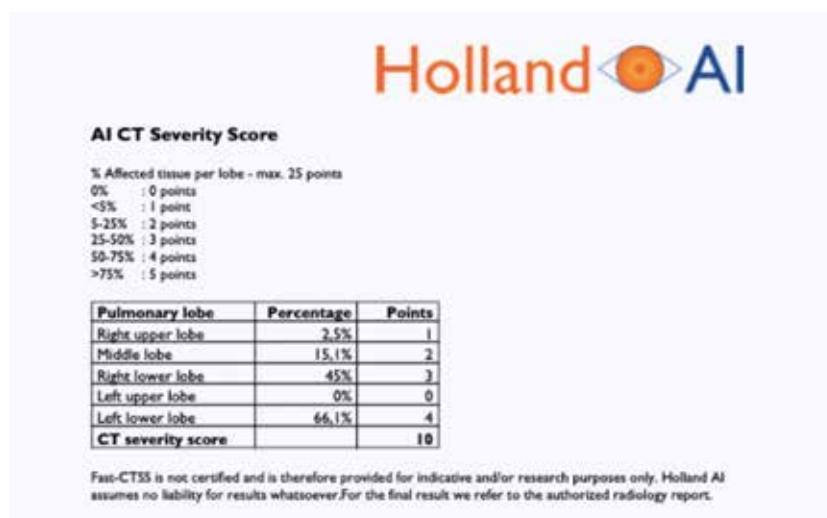 Holland AI
AI CT Severity Score
% Affected tissue per lobe - max. 25 points
0% : 0 points
<5% : 1 point
5-25% : 2 points
25-50% : 3 points
50-75% : 4 points
>75% : 5 points
Pulmonary lobe Percentage Points
Right upper lobe 2,5% 1
Middle lobe 15,1% 2
Right lower lobe 45% 3
Left upper lobe 0% 0
Left lower lobe 66,1% 4
CT severity score 10
Fast-CTSS is not certified and is therefore provided for indicative and/or research purposes only. Holland AI
assumes no liability for results whatsoever.For the final result we refer to the authorized radiology report.